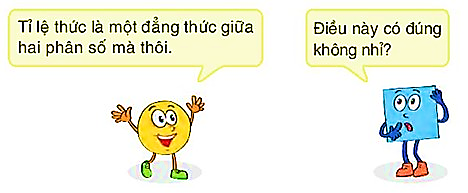 Tỉ lệ thức là một đẳng thức giữa
hai phân số mà thôi.
Điều này có đúng
không nhỉ?